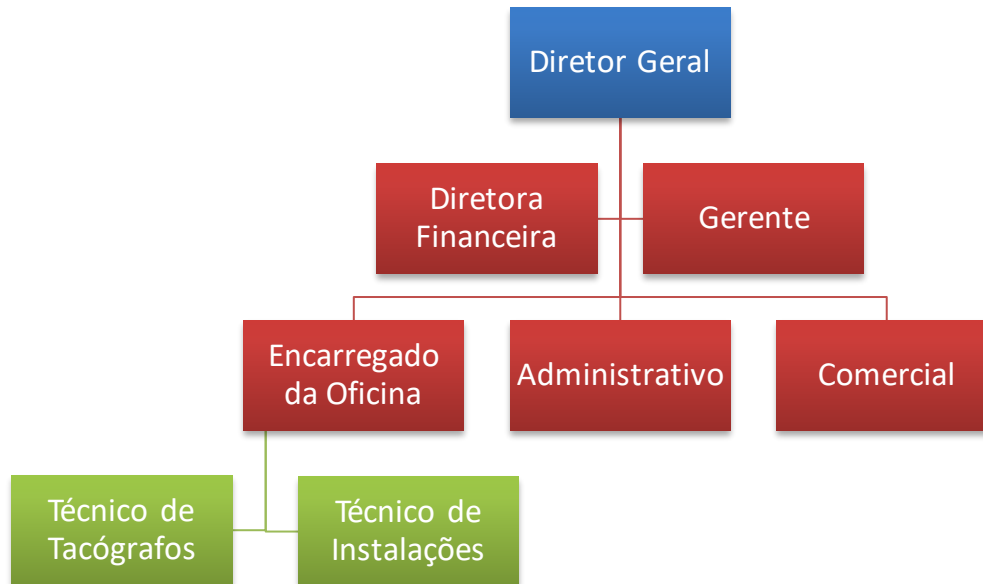 Diretor Geral
Diretora
Financeira
Gerente
Encarregado
da Oficina
Administrativo
Comercial
Técnico de
Tacógrafos
Técnico de
Instalações